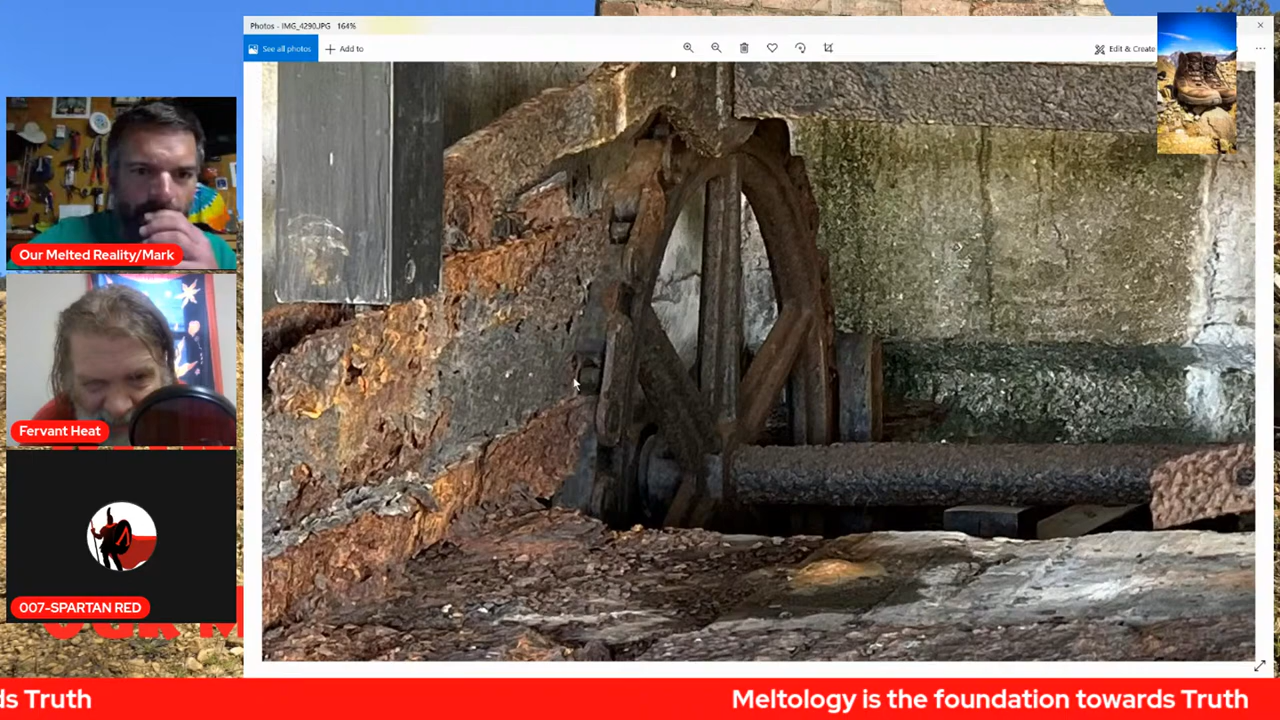 Photos - IMG_4290.JPG 164%
See all photos
Add to
Edit & Create
Our Melted Reality/Mark
Fervant Heat
007-SPARTAN RED
ds Truth
Meltology is the foundation towards Truth